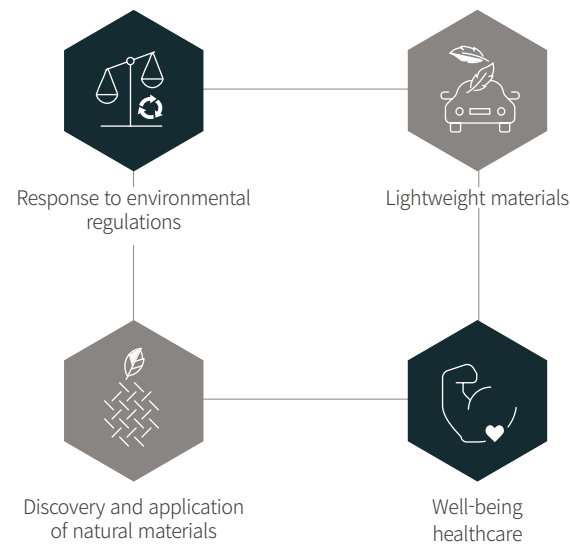 Response to environmental
regulations
Lightweight materials
Discovery and application
of natural materials
Well-being
healthcare